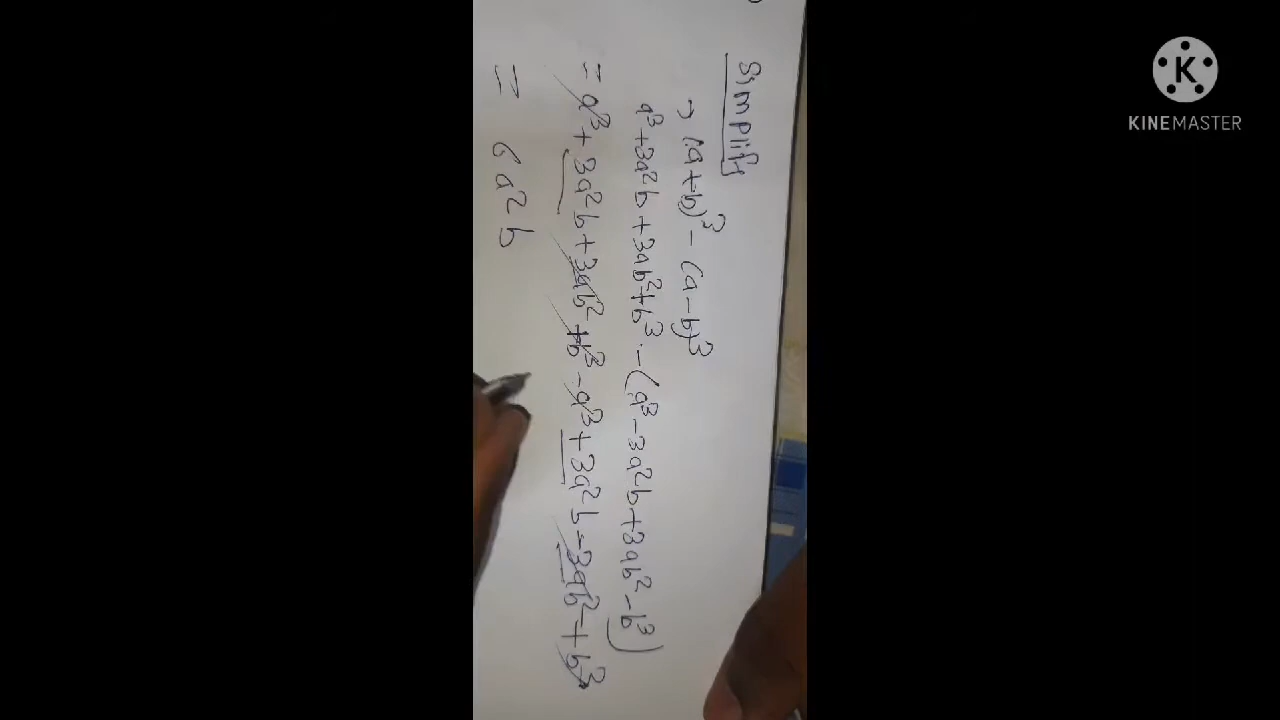 Simplify
→ (a+b)³ - (a-b)³
a³+3a²b+3ab²+b³ - (a³-3a²b+3ab²-b³)
= a³+3a²b+3ab²+b³-a³+3a²b-3ab²+b³
= 6a²b
K
KINEMASTER